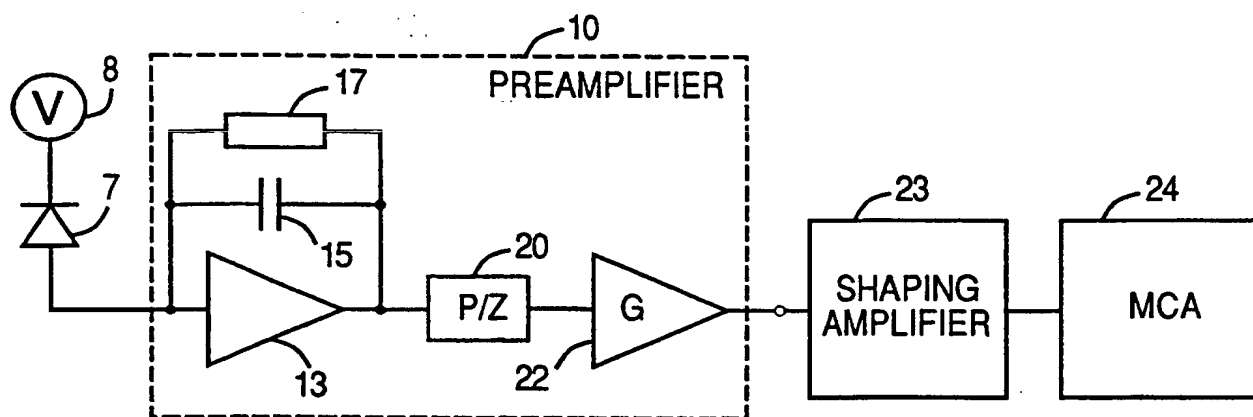 10
PREAMPLIFIER
8
V
17
7
15
13
20
P/Z
G
22
23
SHAPING
AMPLIFIER
24
MCA